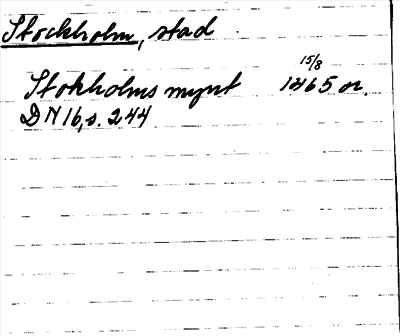 Stockholm, stad
15/8
Stokholms mynt 1465 or.
DN 16, s. 244